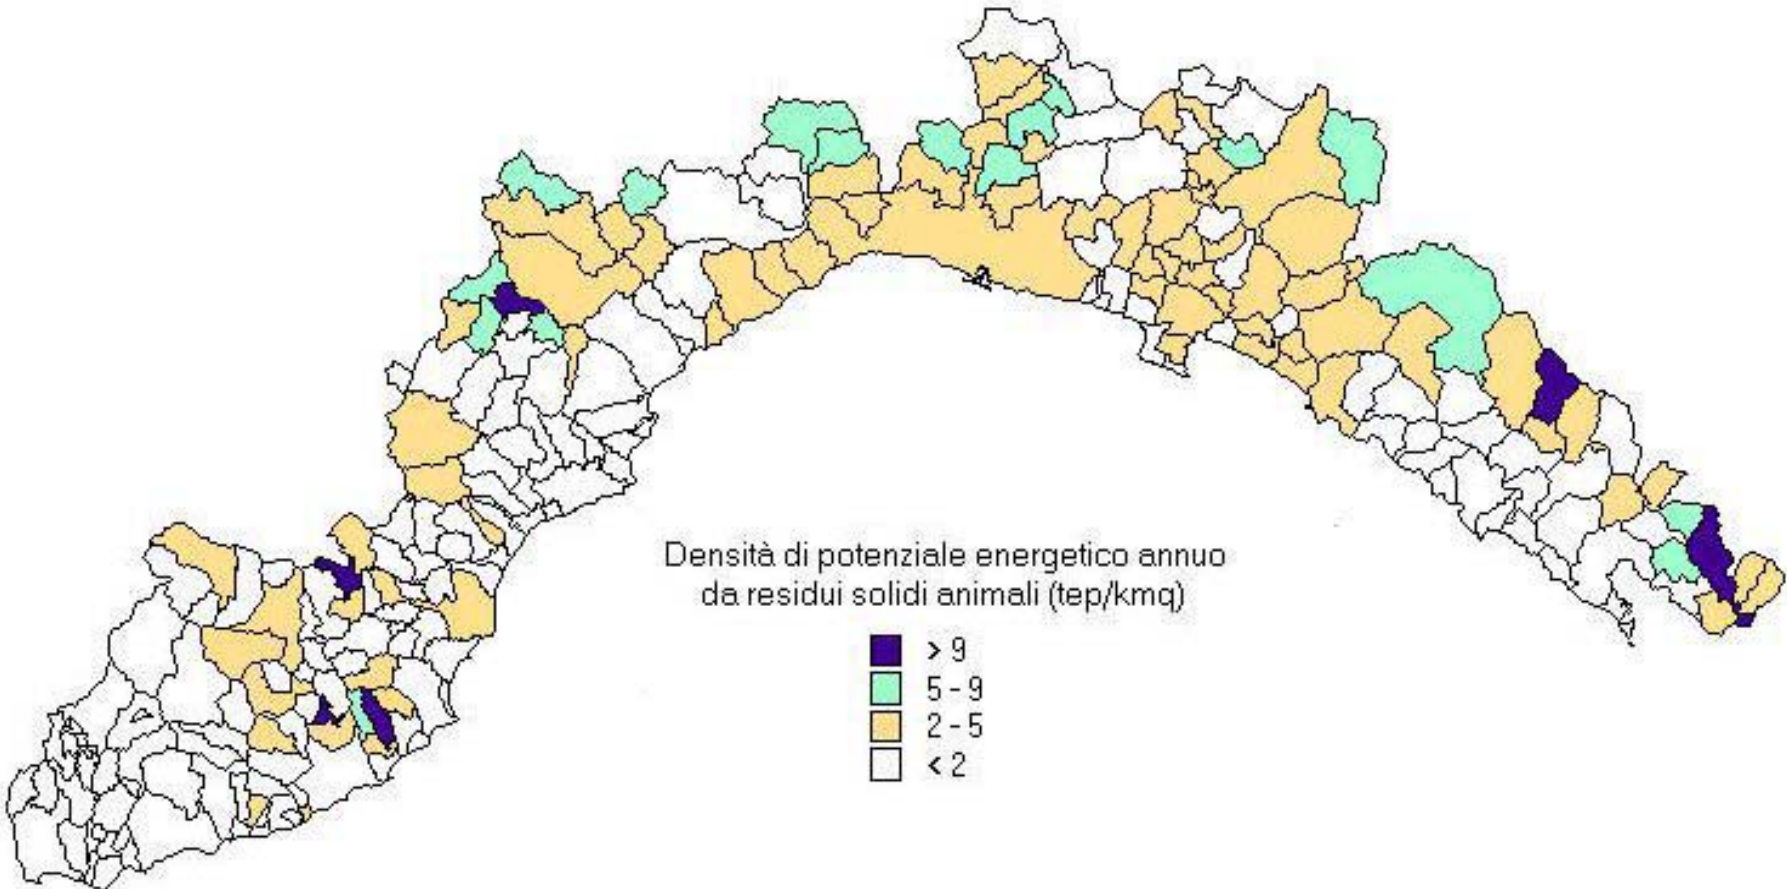 Densità di potenziale energetico annuo
da residui solidi animali (tep/kmq)
> 9
5 - 9
2 - 5
< 2